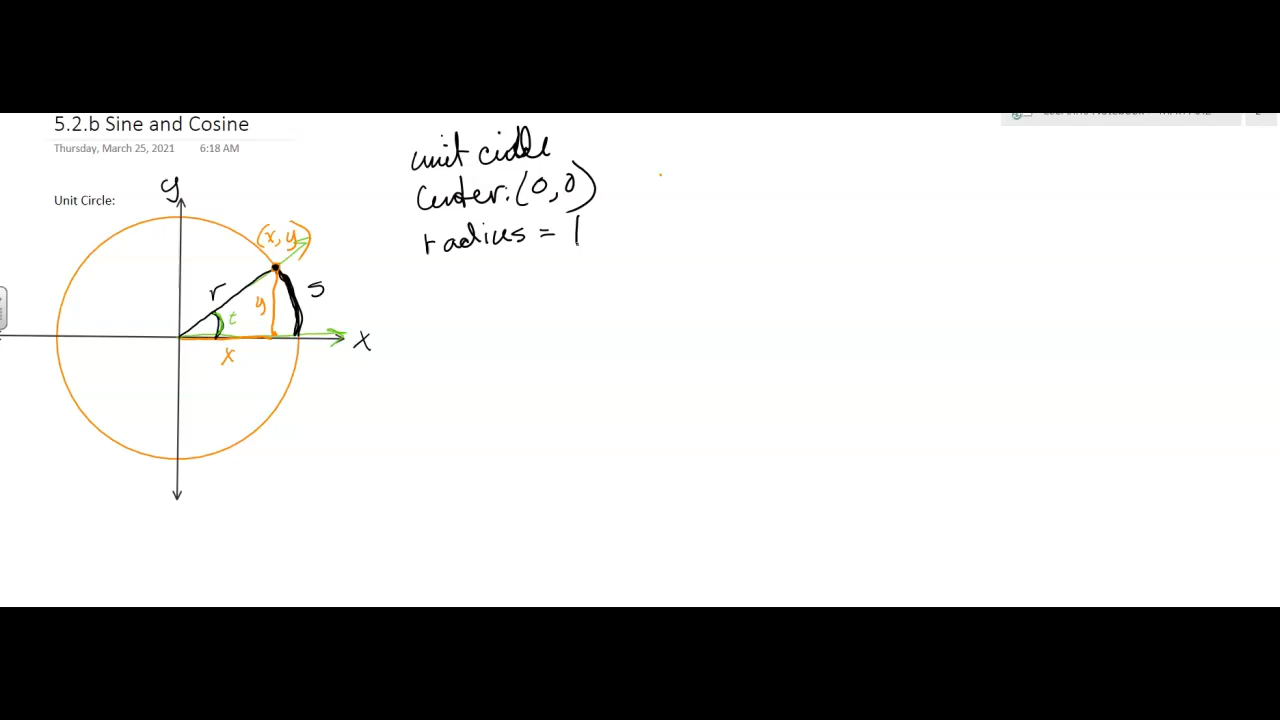 5.2.b Sine and Cosine
Thursday, March 25, 2021 6:18 AM
Unit Circle:
unit circle
center: (0,0)
radius = 1
y
(x, y)
r
s
y
t
x
x